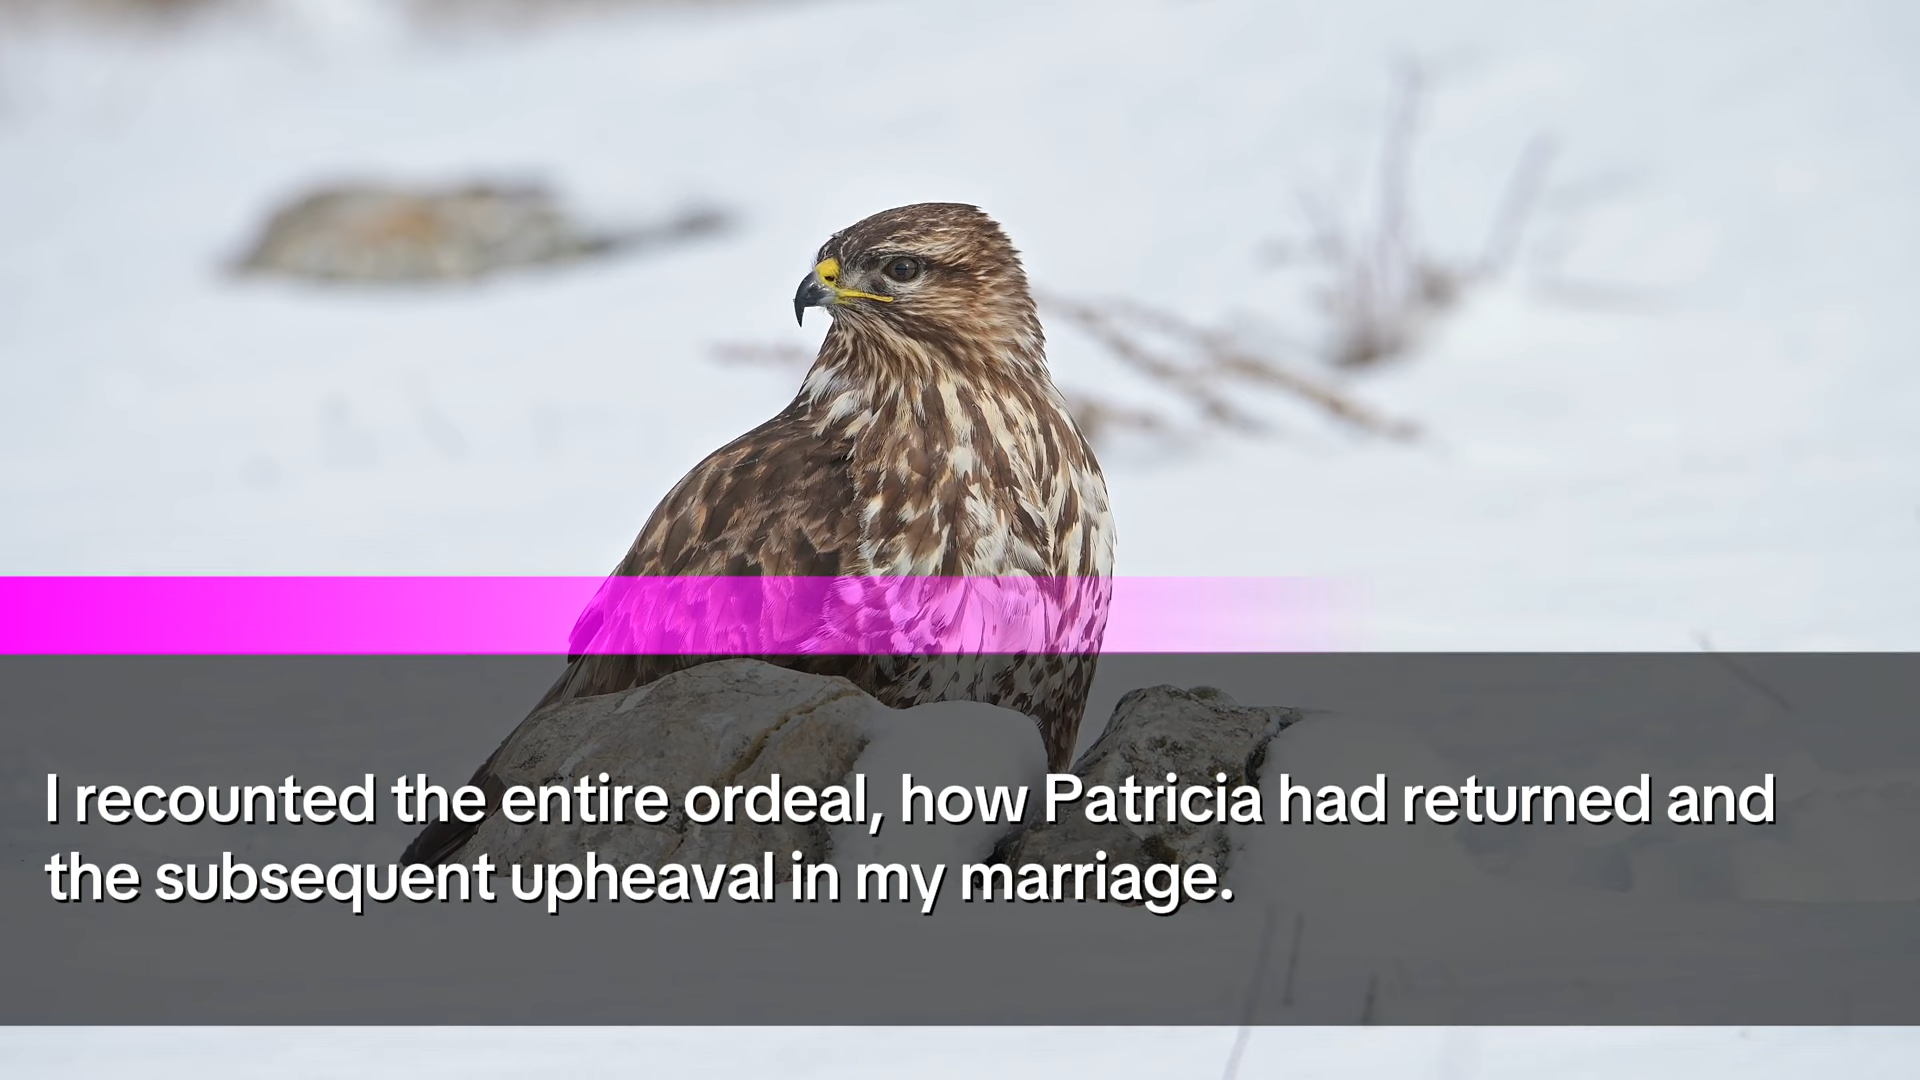 I recounted the entire ordeal, how Patricia had returned and
the subsequent upheaval in my marriage.